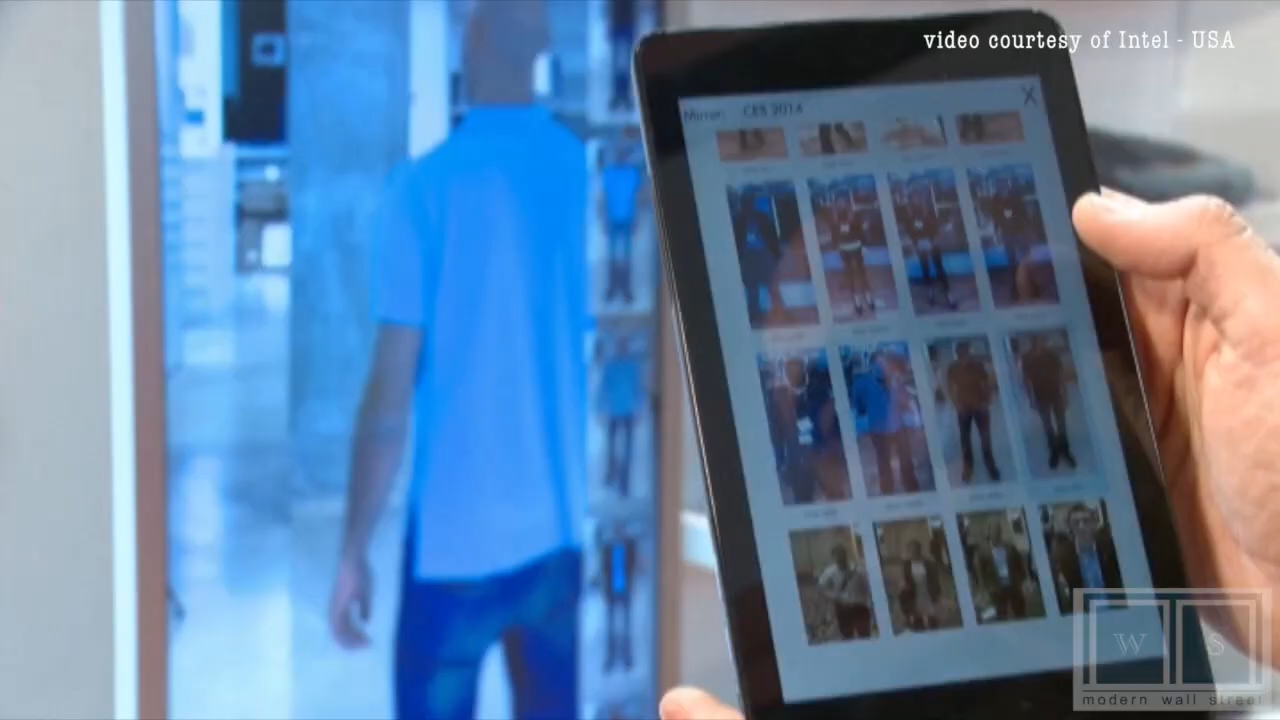 video courtesy of Intel - USA
Mirror: CES 2014
W S
modern wall street